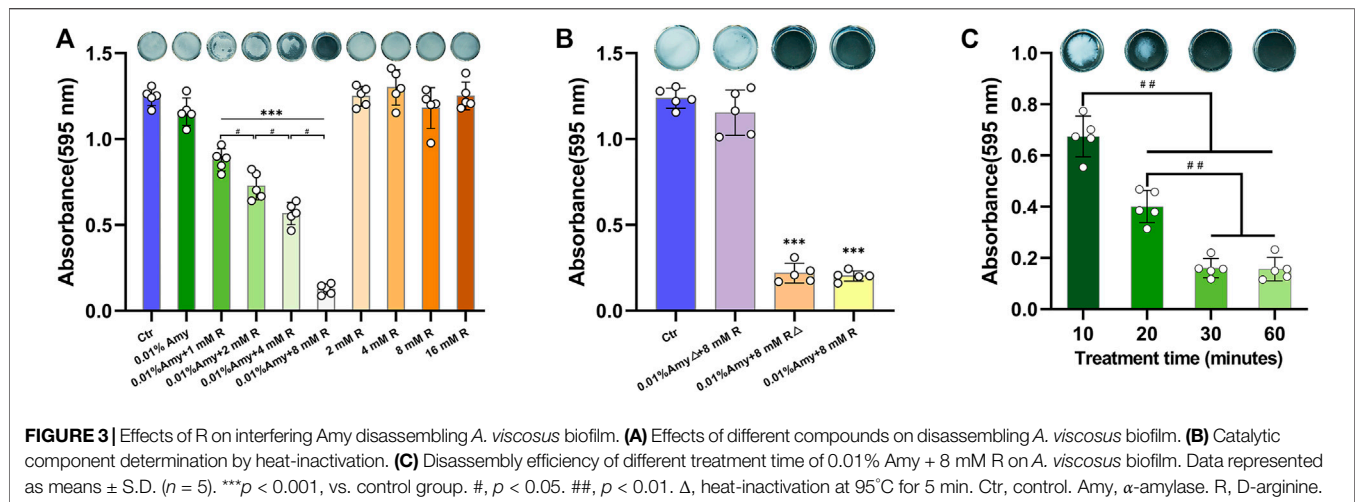 A
B
C
Absorbance(595 nm)
1.5
1.0
0.5
0.0
***
# # #
Ctr
0.01% Amy
0.01%Amy+1 mM R
0.01%Amy+2 mM R
0.01%Amy+4 mM R
0.01%Amy+8 mM R
2 mM R
4 mM R
8 mM R
16 mM R
Absorbance(595 nm)
1.5
1.0
0.5
0.0
*** ***
Ctr
0.01%Amy△+8 mM R
0.01%Amy+8 mM R△
0.01%Amy+8 mM R
Absorbance(595 nm)
1.0
0.8
0.6
0.4
0.2
0.0
##
##
10 20 30 60
Treatment time (minutes)
FIGURE 3 | Effects of R on interfering Amy disassembling A. viscosus biofilm. (A) Effects of different compounds on disassembling A. viscosus biofilm. (B) Catalytic
component determination by heat-inactivation. (C) Disassembly efficiency of different treatment time of 0.01% Amy + 8 mM R on A. viscosus biofilm. Data represented
as means ± S.D. (n = 5). ***p < 0.001, vs. control group. #, p < 0.05. ##, p < 0.01. Δ, heat-inactivation at 95°C for 5 min. Ctr, control. Amy, α-amylase. R, D-arginine.